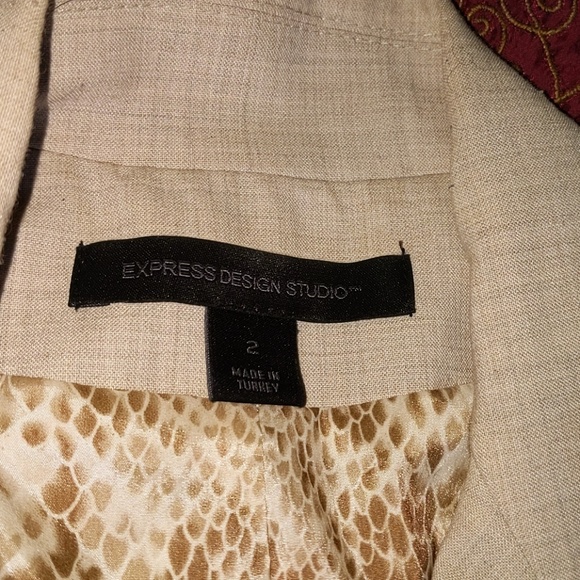 EXPRESS DESIGN STUDIO™
2
MADE IN
TURKEY